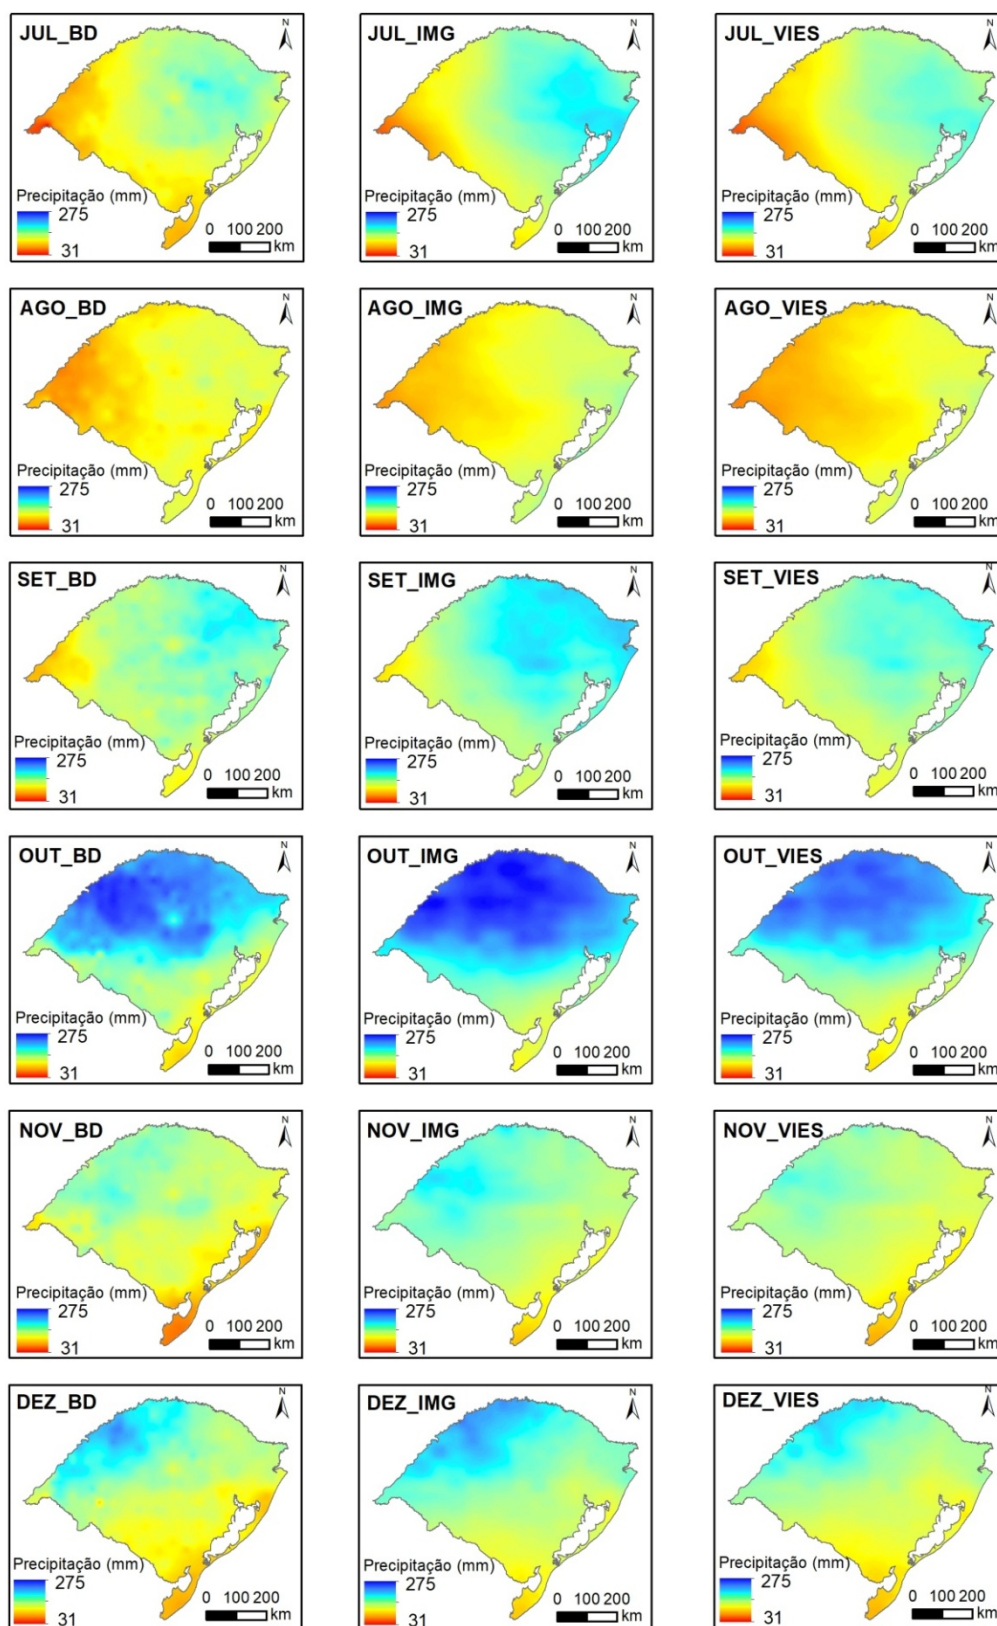 JUL_BD
N
Precipitação (mm)
275
31
0 100 200
km
JUL_IMG
N
Precipitação (mm)
275
31
0 100 200
km
JUL_VIES
N
Precipitação (mm)
275
31
0 100 200
km
AGO_BD
N
Precipitação (mm)
275
31
0 100 200
km
AGO_IMG
N
Precipitação (mm)
275
31
0 100 200
km
AGO_VIES
N
Precipitação (mm)
275
31
0 100 200
km
SET_BD
N
Precipitação (mm)
275
31
0 100 200
km
SET_IMG
N
Precipitação (mm)
275
31
0 100 200
km
SET_VIES
N
Precipitação (mm)
275
31
0 100 200
km
OUT_BD
N
Precipitação (mm)
275
31
0 100 200
km
OUT_IMG
N
Precipitação (mm)
275
31
0 100 200
km
OUT_VIES
N
Precipitação (mm)
275
31
0 100 200
km
NOV_BD
N
Precipitação (mm)
275
31
0 100 200
km
NOV_IMG
N
Precipitação (mm)
275
31
0 100 200
km
NOV_VIES
N
Precipitação (mm)
275
31
0 100 200
km
DEZ_BD
N
Precipitação (mm)
275
31
0 100 200
km
DEZ_IMG
N
Precipitação (mm)
275
31
0 100 200
km
DEZ_VIES
N
Precipitação (mm)
275
31
0 100 200
km